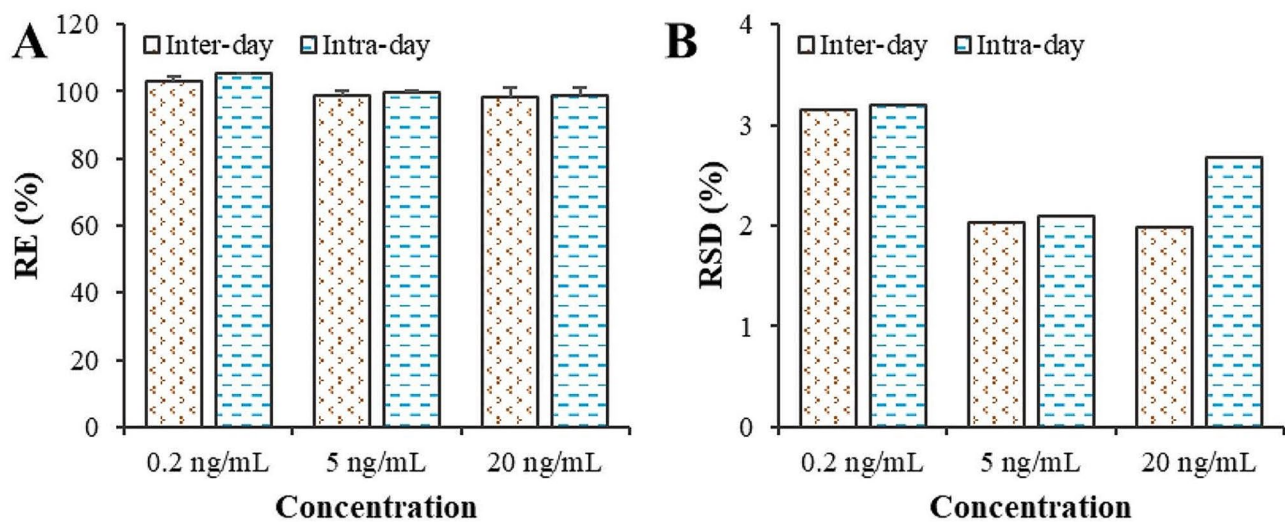 A
Inter-day Intra-day
RE (%)
120
100
80
60
40
20
0
0.2 ng/mL 5 ng/mL 20 ng/mL
Concentration
B
Inter-day Intra-day
RSD (%)
4
3
2
1
0
0.2 ng/mL 5 ng/mL 20 ng/mL
Concentration